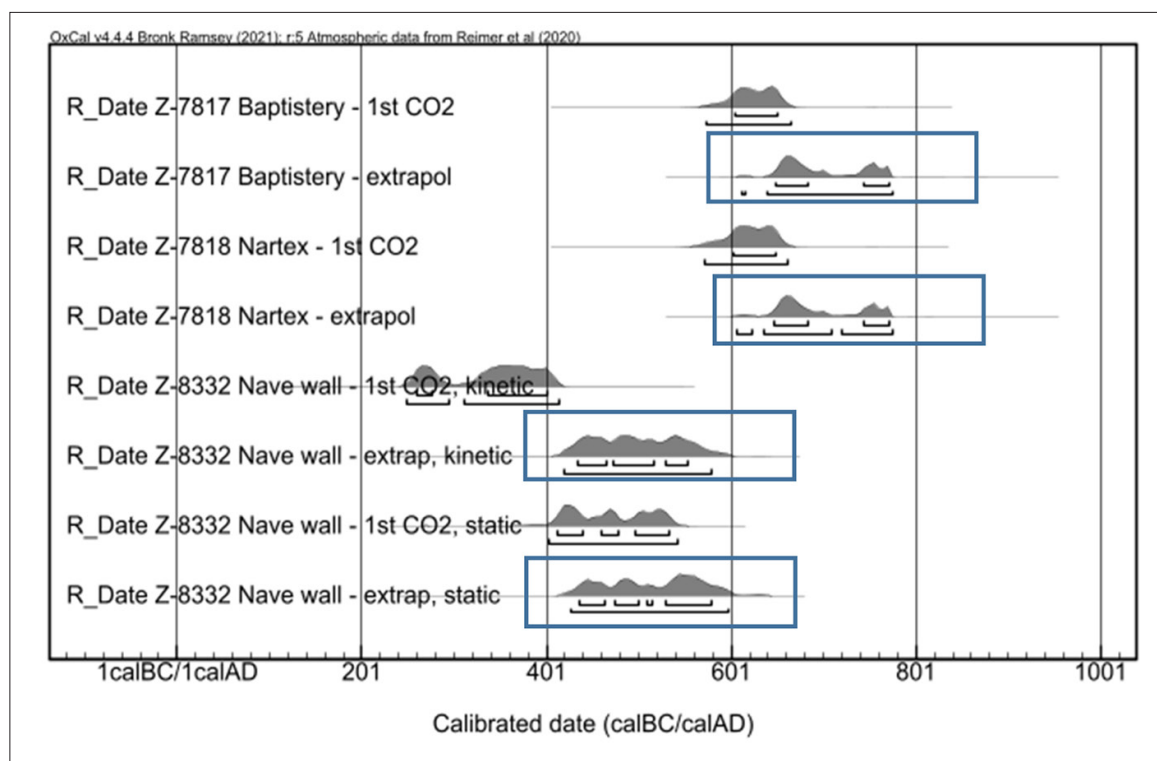 OxCal v4.4.4 Bronk Ramsey (2021); r:5 Atmospheric data from Reimer et al (2020)
R_Date Z-7817 Baptistery - 1st CO2
R_Date Z-7817 Baptistery - extrapol
R_Date Z-7818 Nartex - 1st CO2
R_Date Z-7818 Nartex - extrapol
R_Date Z-8332 Nave wall - 1st CO2, kinetic
R_Date Z-8332 Nave wall - extrap, kinetic
R_Date Z-8332 Nave wall - 1st CO2, static
R_Date Z-8332 Nave wall - extrap, static
1calBC/1calAD 201 401 601 801 1001
Calibrated date (calBC/calAD)